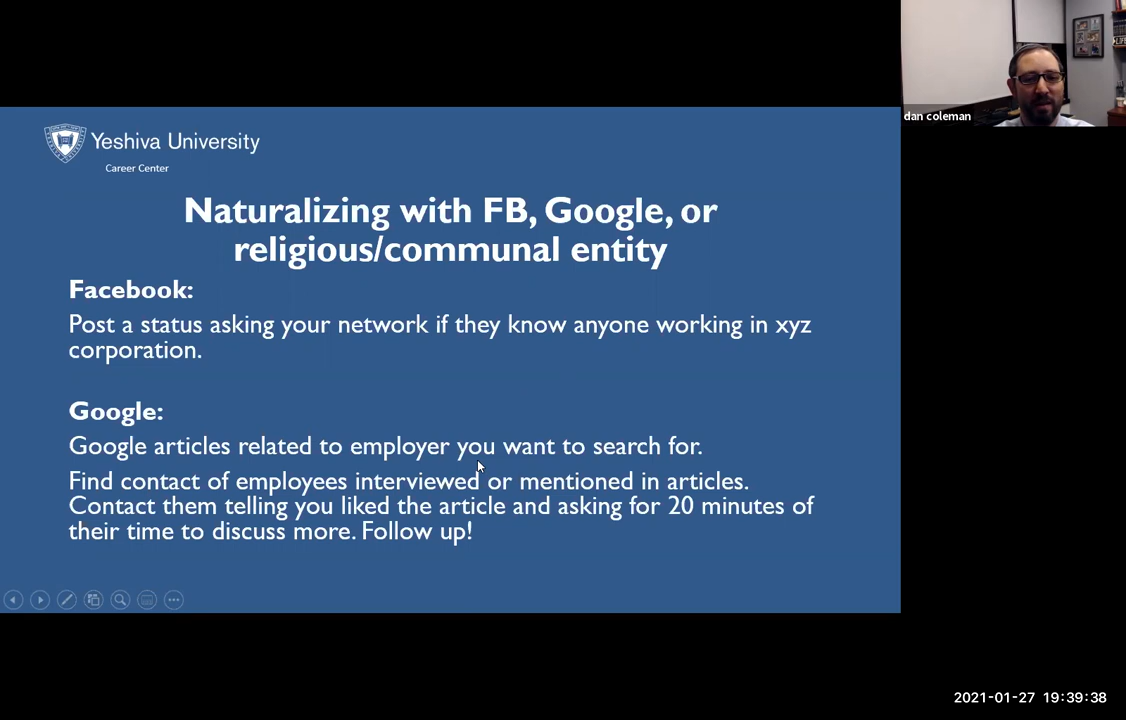 dan coleman
Yeshiva University
Career Center
Naturalizing with FB, Google, or
religious/communal entity
Facebook:
Post a status asking your network if they know anyone working in xyz
corporation.
Google:
Google articles related to employer you want to search for.
Find contact of employees interviewed or mentioned in articles.
Contact them telling you liked the article and asking for 20 minutes of
their time to discuss more. Follow up!
2021-01-27 19:39:38